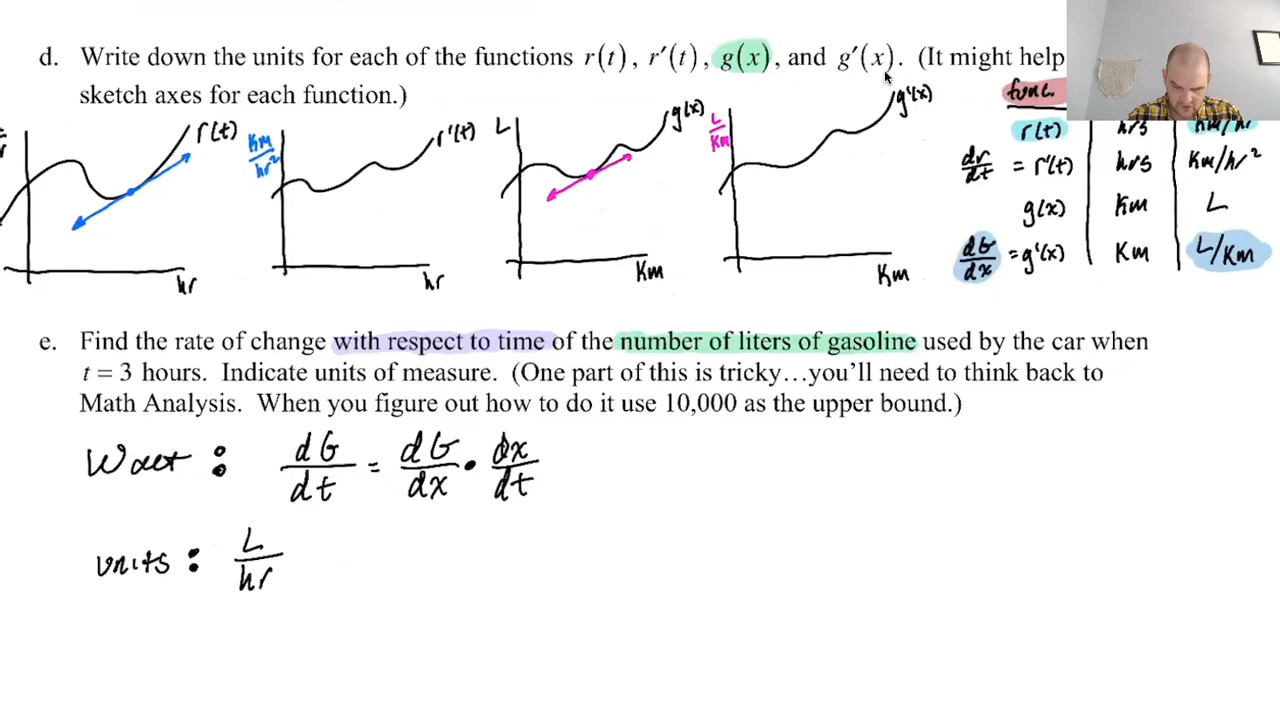 d. Write down the units for each of the functions r(t), r′(t), g(x), and g′(x). (It might help
sketch axes for each function.)
func.
r(t) hrs km/hr
r(t)
hr
Km/hr²
r'(t)
hr
L
g(x)
Km
L/Km
g'(x)
Km
dr/dt = r'(t) hrs Km/hr²
g(x) Km L
dG/dx = g'(x) Km L/Km
e. Find the rate of change with respect to time of the number of liters of gasoline used by the car when
t = 3 hours. Indicate units of measure. (One part of this is tricky…you’ll need to think back to
Math Analysis. When you figure out how to do it use 10,000 as the upper bound.)
Want : dG/dt = dG/dx • dx/dt
units : L/hr